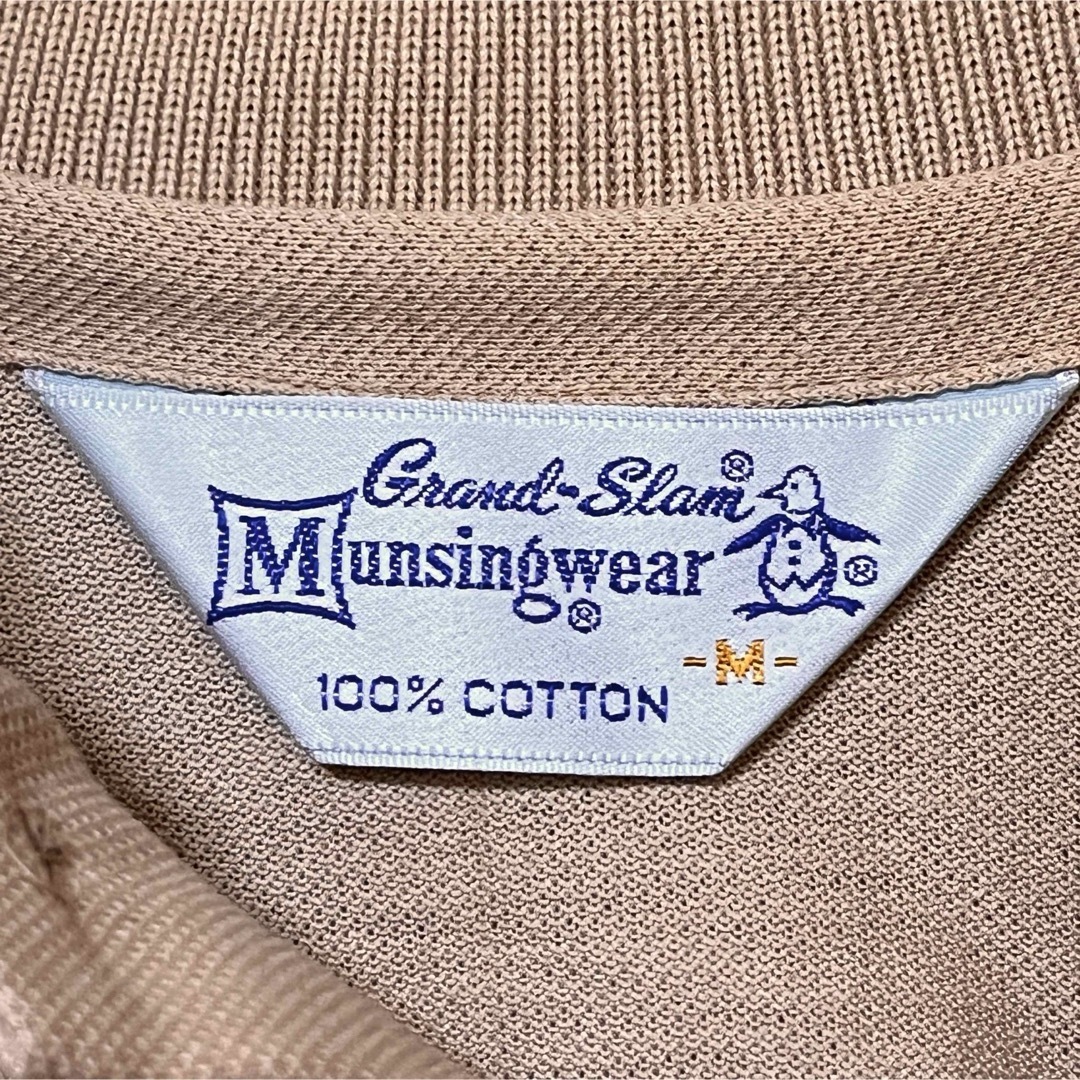 Grand-Slam ®
Munsingwear ® ®
-M-
100% COTTON